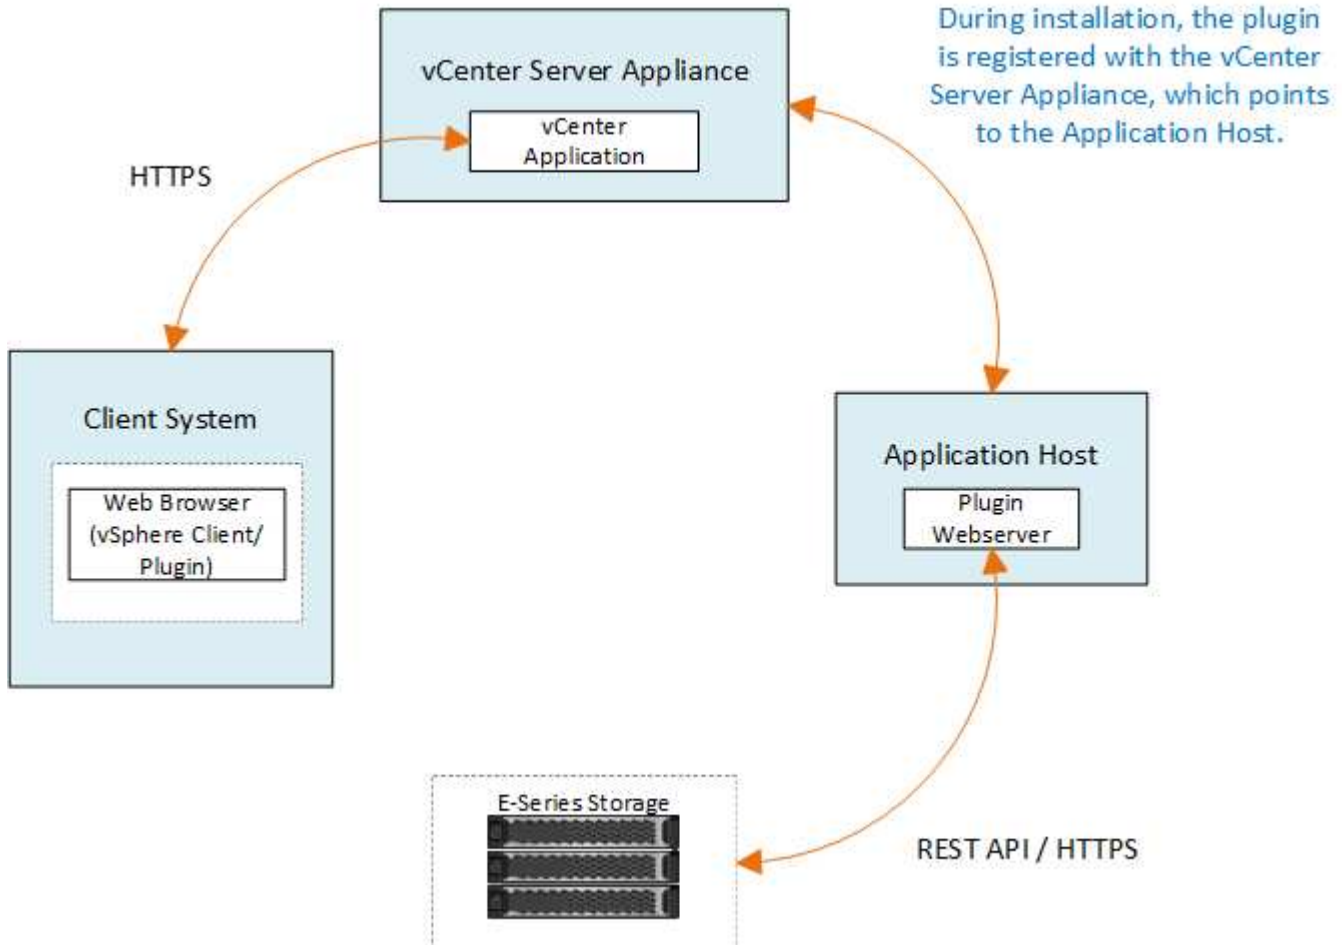 During installation, the plugin
is registered with the vCenter
Server Appliance, which points
to the Application Host.
vCenter Server Appliance
vCenter
Application
HTTPS
Client System
Web Browser
(vSphere Client/
Plugin)
Application Host
Plugin
Webserver
E-Series Storage
REST API / HTTPS